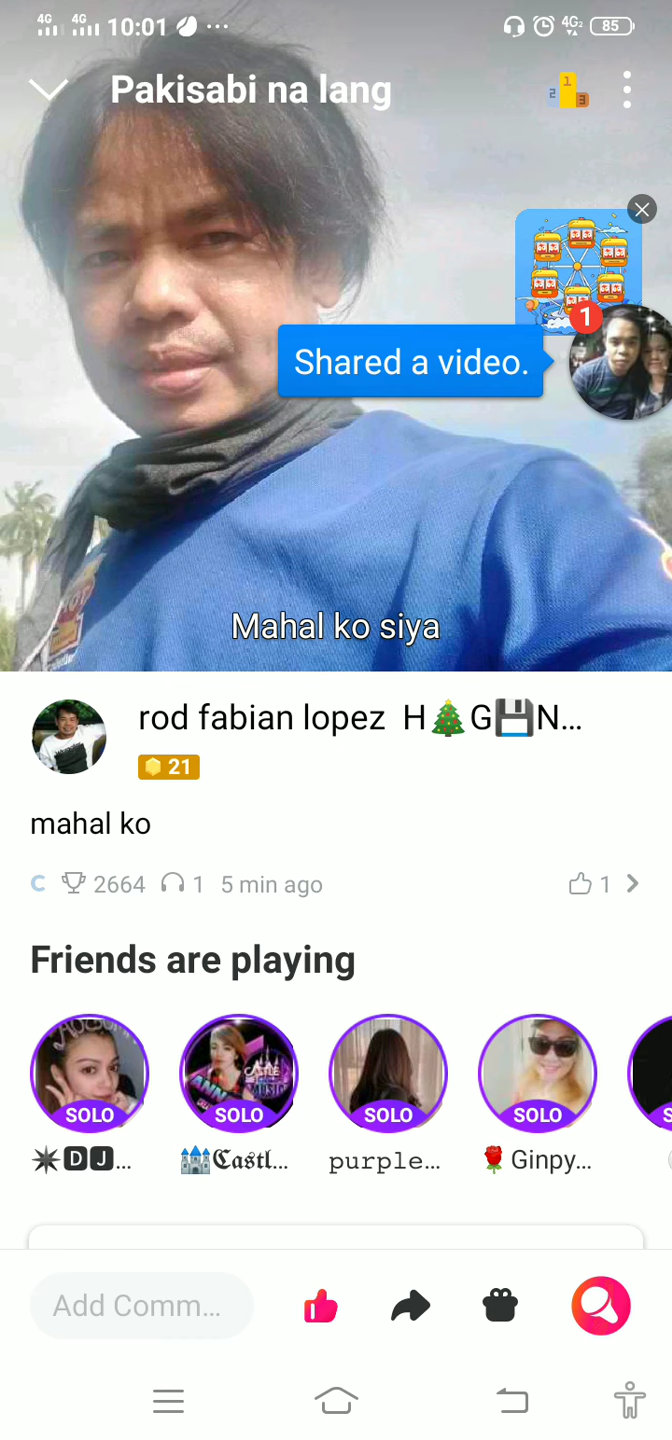 4G 4G 10:01 ... 4G2 85
Pakisabi na lang
1
2
3
1
Shared a video.
Mahal ko siya
rod fabian lopez H🎄G💾N...
21
mahal ko
C 2664 1 5 min ago 1
Friends are playing
SOLO SOLO SOLO SOLO
✴🅳🅹... 🏰𝕮𝖆𝖘𝖙𝖑... 𝚙𝚞𝚛𝚙𝚕𝚎... 🌹Ginpy...
Add Comm...